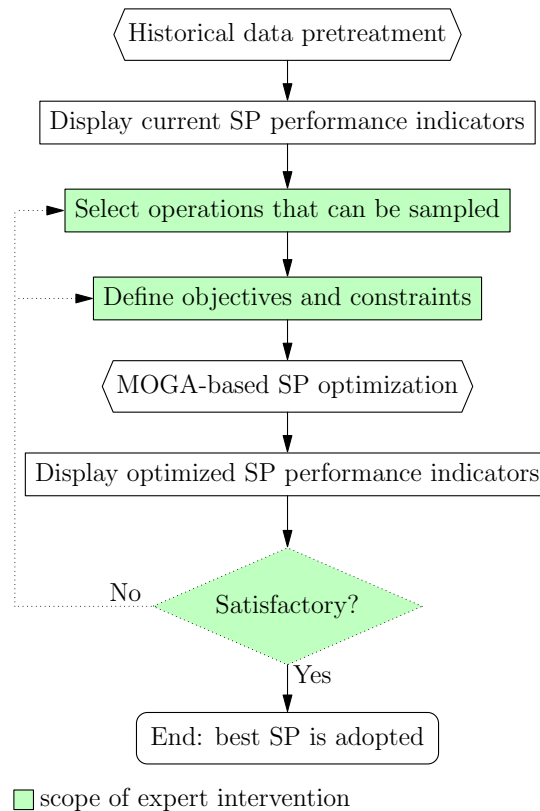 Historical data pretreatment
Display current SP performance indicators
Select operations that can be sampled
Define objectives and constraints
MOGA-based SP optimization
Display optimized SP performance indicators
Satisfactory?
No
Yes
End: best SP is adopted
scope of expert intervention